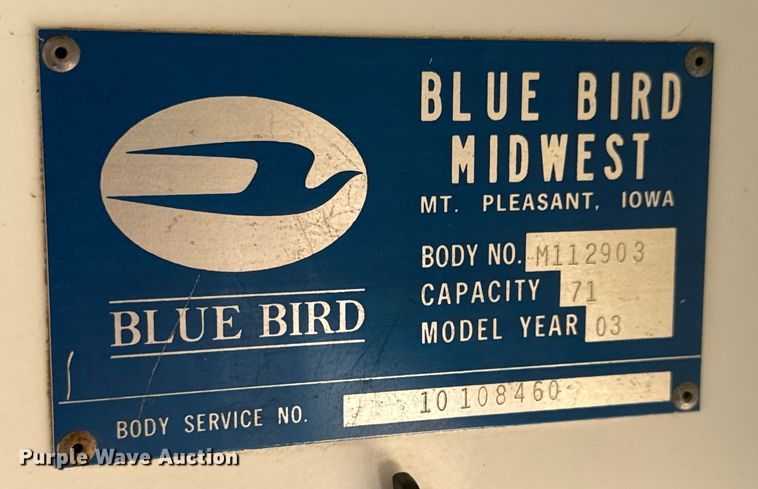 BLUE BIRD
MIDWEST
MT. PLEASANT, IOWA
BODY NO. M112903
CAPACITY 71
MODEL YEAR 03
BLUE BIRD
BODY SERVICE NO. 10108460
Purple Wave Auction